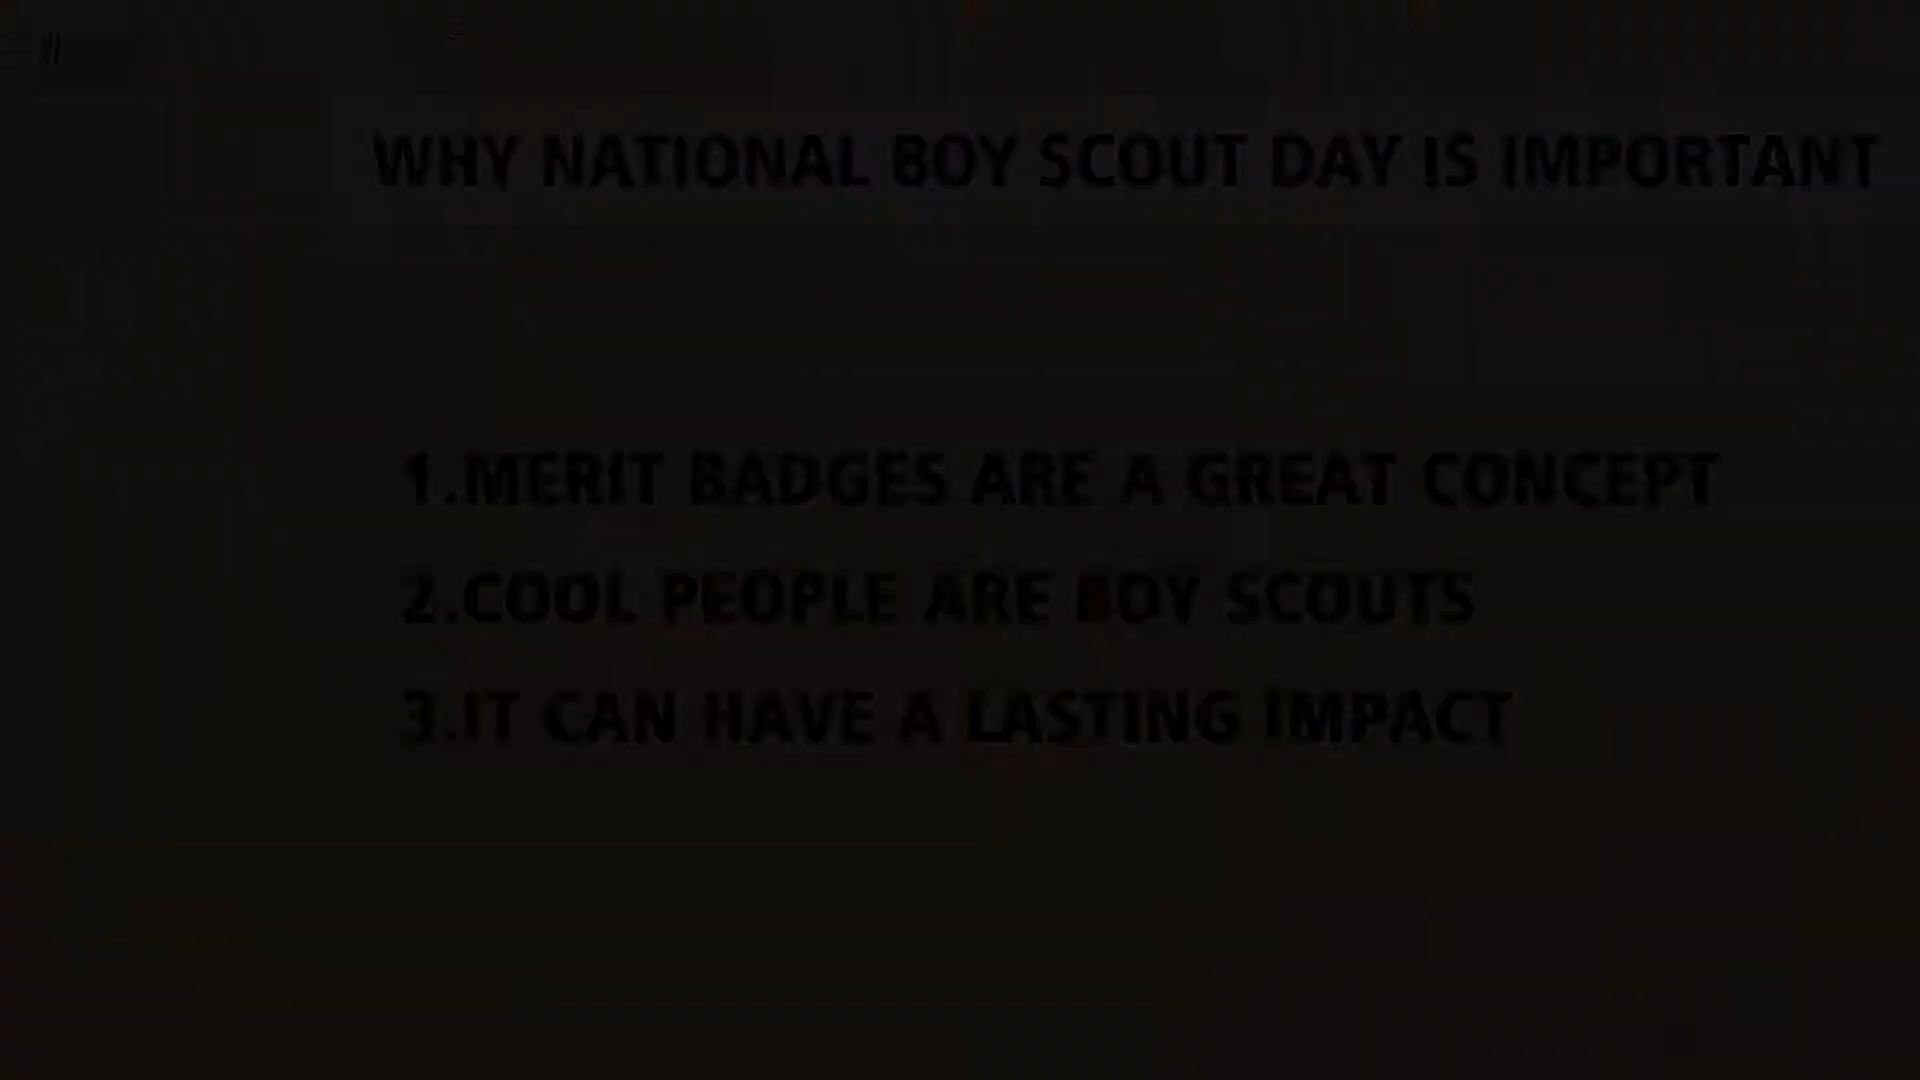 WHY NATIONAL BOY SCOUT DAY IS IMPORTANT
1.MERIT BADGES ARE A GREAT CONCEPT
2.COOL PEOPLE ARE BOY SCOUTS
3.IT CAN HAVE A LASTING IMPACT